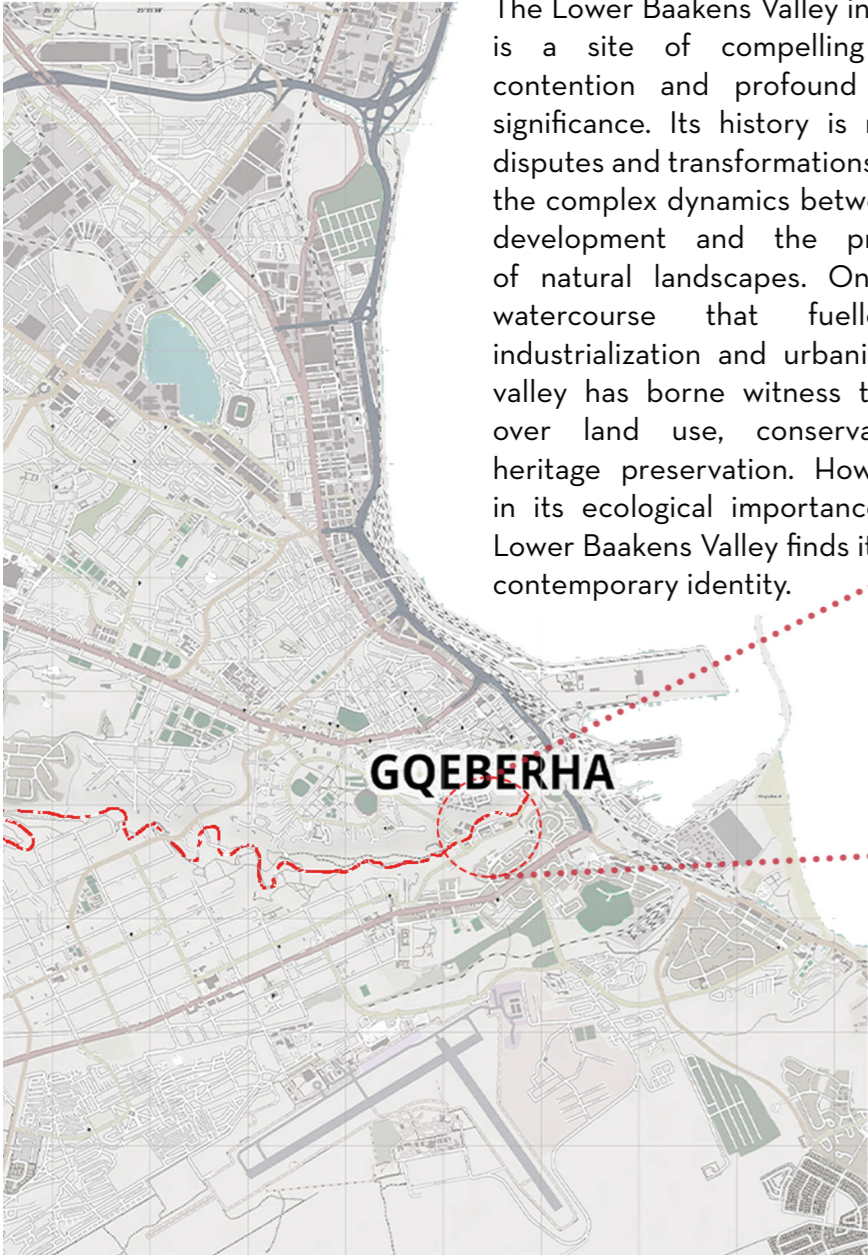 The Lower Baakens Valley in
is a site of compelling
contention and profound
significance. Its history is
disputes and transformations
the complex dynamics betw
development and the p
of natural landscapes. On
watercourse that fuell
industrialization and urbani
valley has borne witness t
over land use, conserva
heritage preservation. How
in its ecological importance
Lower Baakens Valley finds it
contemporary identity.
GQEBERHA